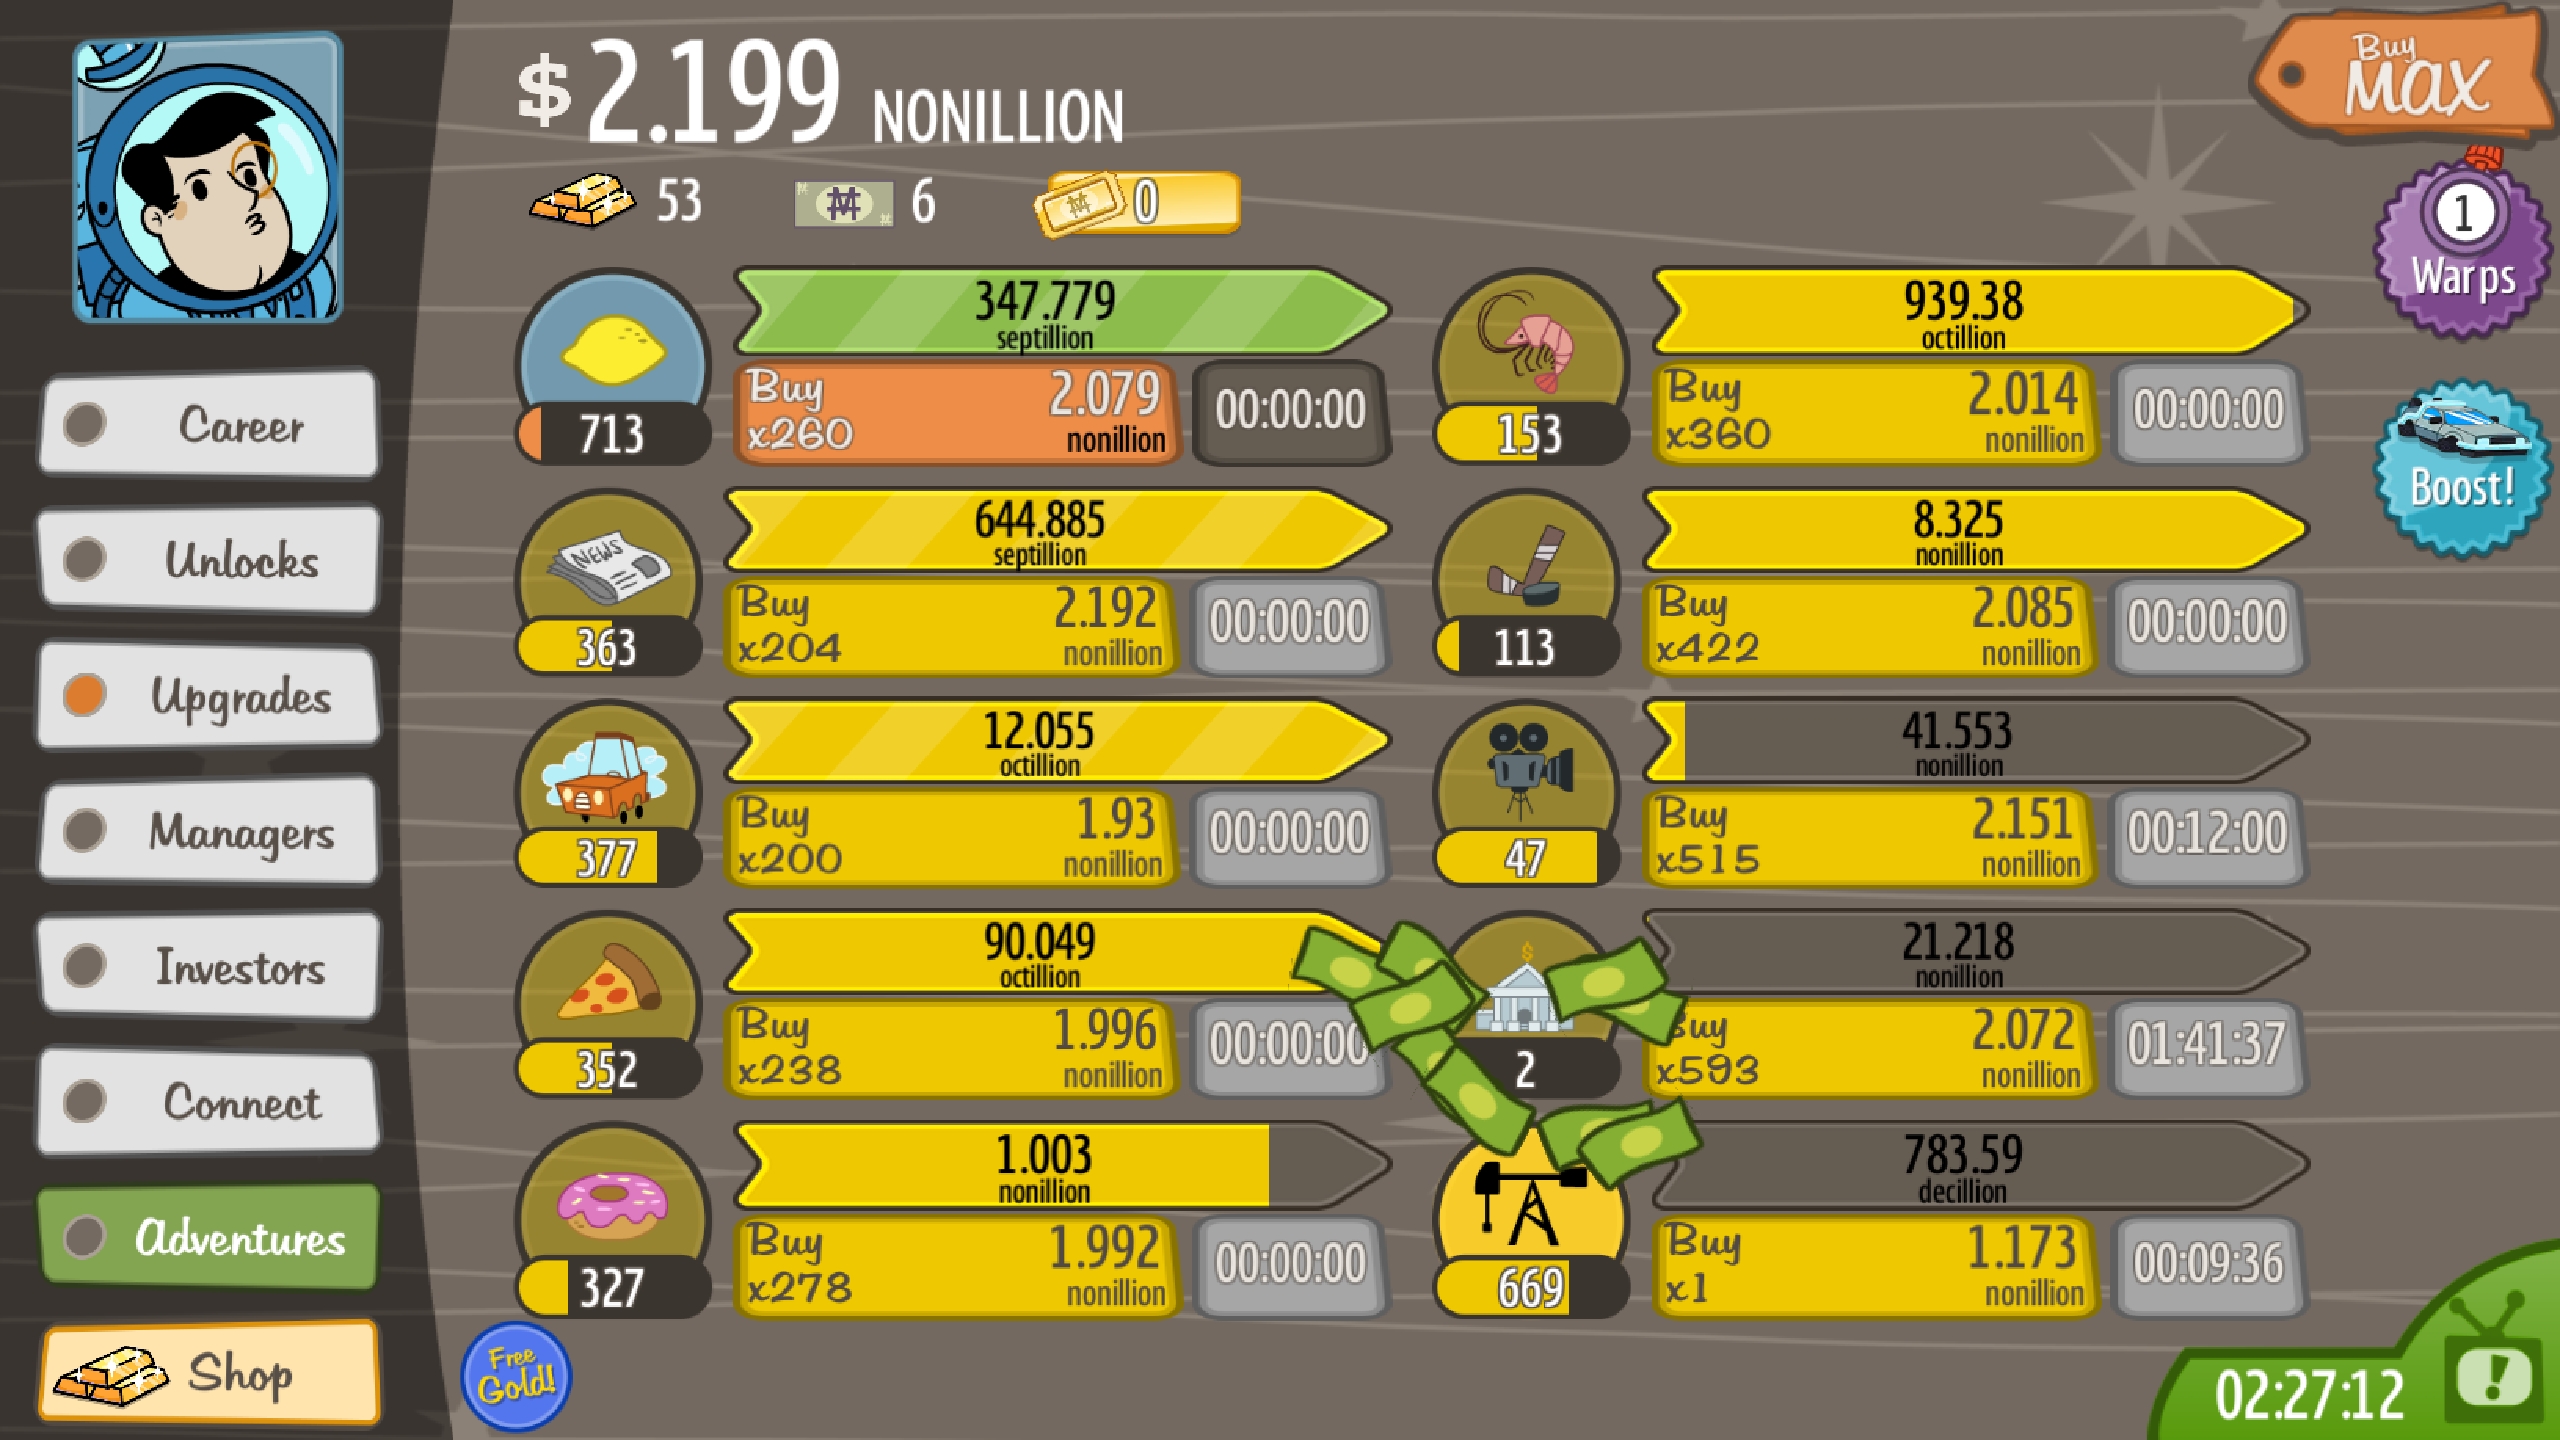 $2.199 NONILLION
Buy
MAX
53
6
0
1
Warps
Boost!
Career
Unlocks
Upgrades
Managers
Investors
Connect
Adventures
Shop
347.779
septillion
713
Buy
x260
2.079
nonillion
00:00:00
NEWS
644.885
septillion
363
Buy
x204
2.192
nonillion
00:00:00
12.055
octillion
377
Buy
x200
1.93
nonillion
00:00:00
90.049
octillion
352
Buy
x238
1.996
nonillion
00:00:00
1.003
nonillion
327
Buy
x278
1.992
nonillion
00:00:00
939.38
octillion
153
Buy
x360
2.014
nonillion
00:00:00
8.325
nonillion
113
Buy
x422
2.085
nonillion
00:00:00
41.553
nonillion
47
Buy
x515
2.151
nonillion
00:12:00
$
21.218
nonillion
2
Buy
x593
2.072
nonillion
01:41:37
783.59
decillion
669
Buy
x1
1.173
nonillion
00:09:36
Free
Gold!
02:27:12
!